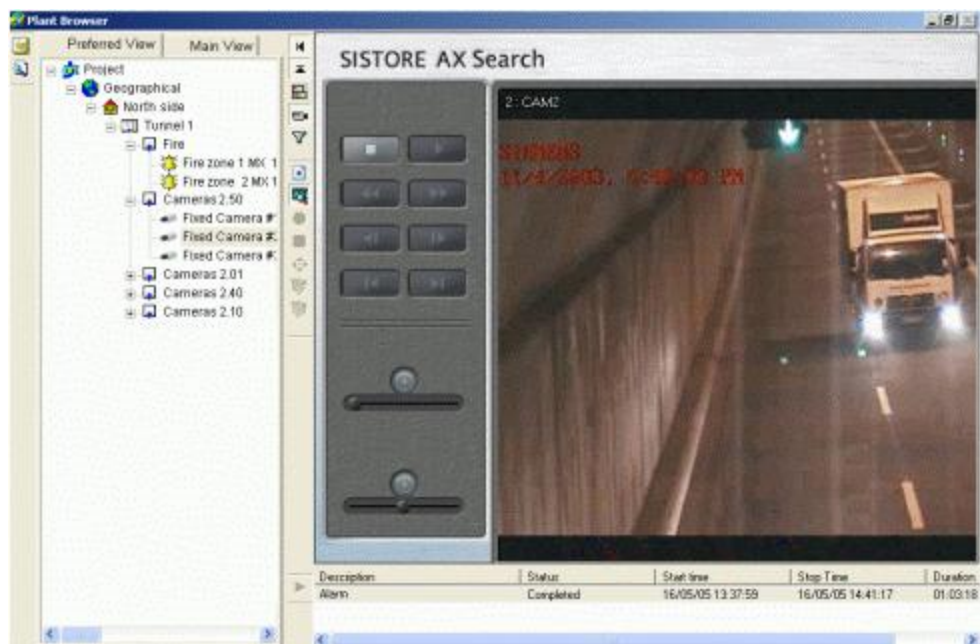 Plant Browser
Preferred View
Main View
Project
Geographical
North side
Tunnel 1
Fire
Fire zone 1 MX 1
Fire zone 2 MX 1
Cameras 2.50
Fixed Camera #
Fixed Camera #
Fixed Camera #
Cameras 2.01
Cameras 2.40
Cameras 2.10
SISTORE AX Search
2: CAM2
SIEMENS
Description Status Start time Stop Time Duration
Alarm Completed 16/05/05 13:37:59 16/05/05 14:41:17 01:03:18